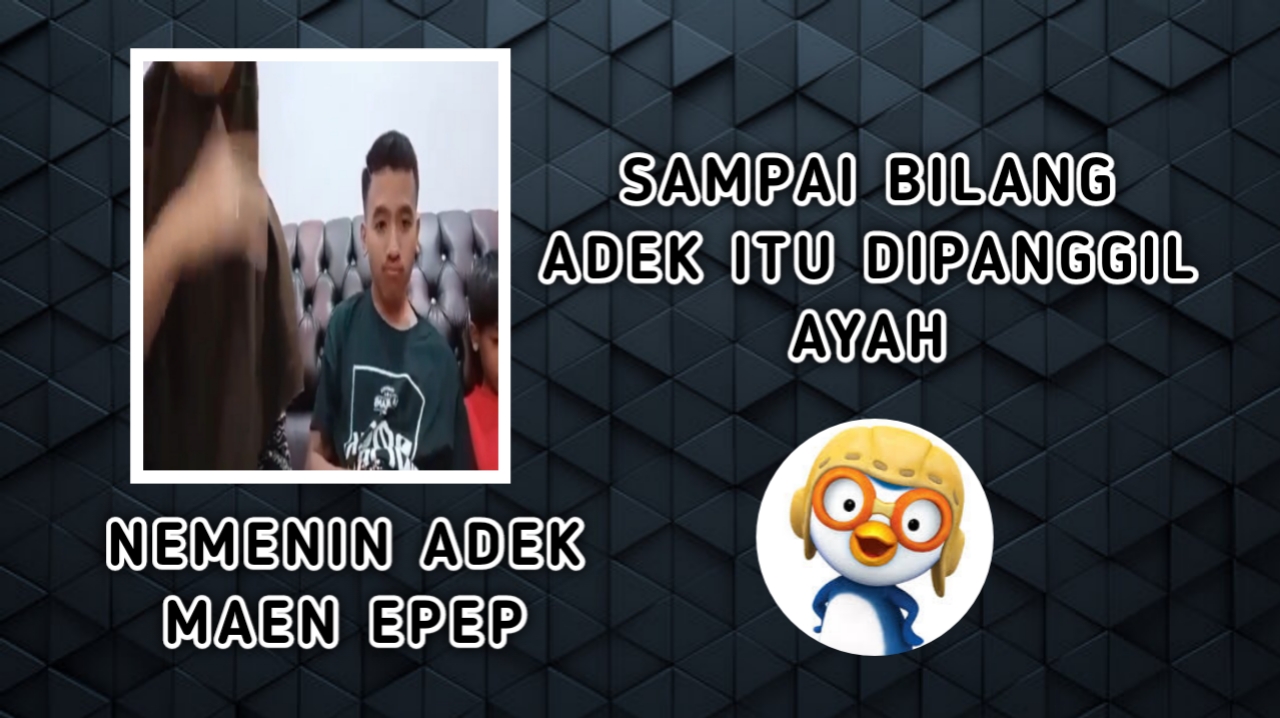 SAMPAI BILANG
ADEK ITU DIPANGGIL
AYAH
NEMENIN ADEK
MAEN EPEP